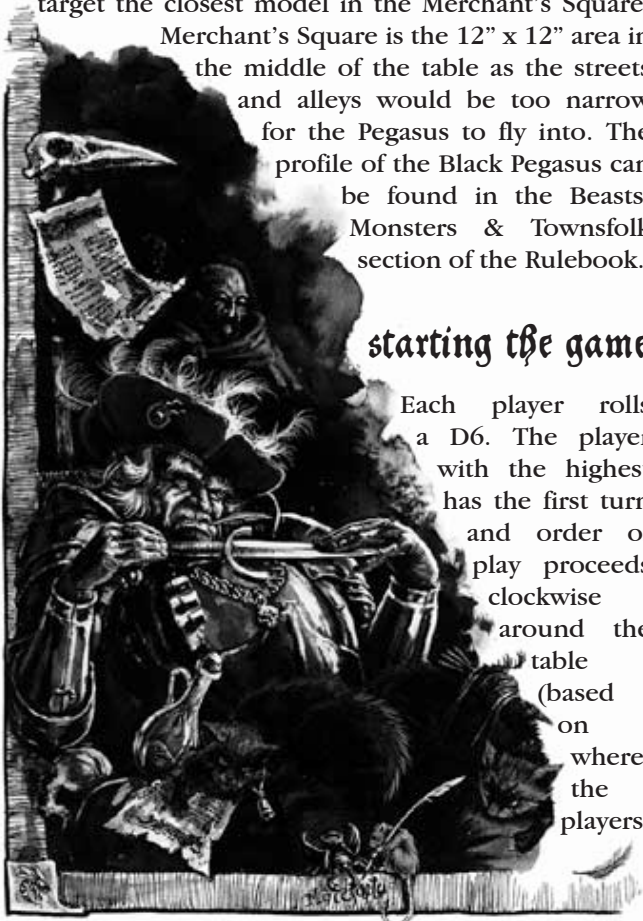 target the closest model in the Merchant's Square.
Merchant's Square is the 12" x 12" area in
the middle of the table as the streets
and alleys would be too narrow
for the Pegasus to fly into. The
profile of the Black Pegasus can
be found in the Beasts,
Monsters & Townsfolk
section of the Rulebook.
starting the game
Each player rolls
a D6. The player
with the highest
has the first turn
and order of
play proceeds
clockwise
around the
table
(based
on
where
the
players